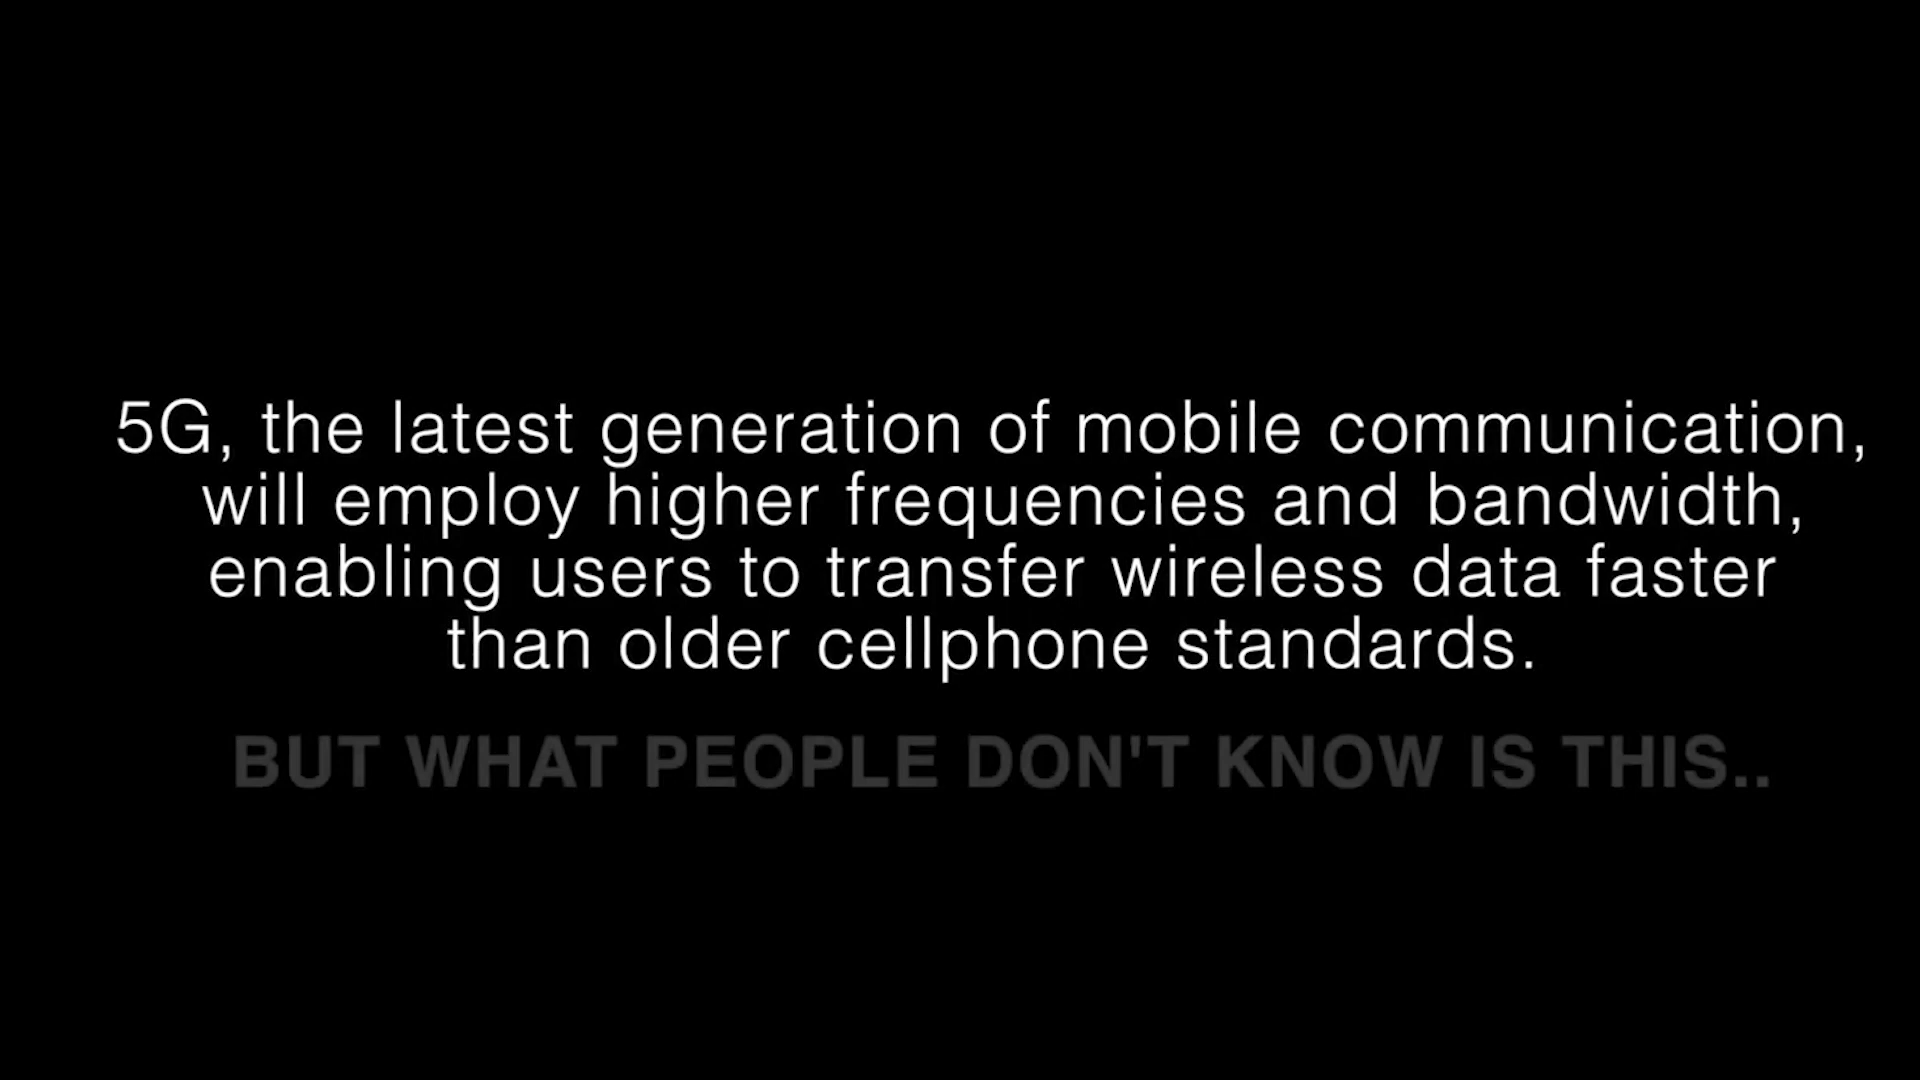 5G, the latest generation of mobile communication,
will employ higher frequencies and bandwidth,
enabling users to transfer wireless data faster
than older cellphone standards.
BUT WHAT PEOPLE DON'T KNOW IS THIS..